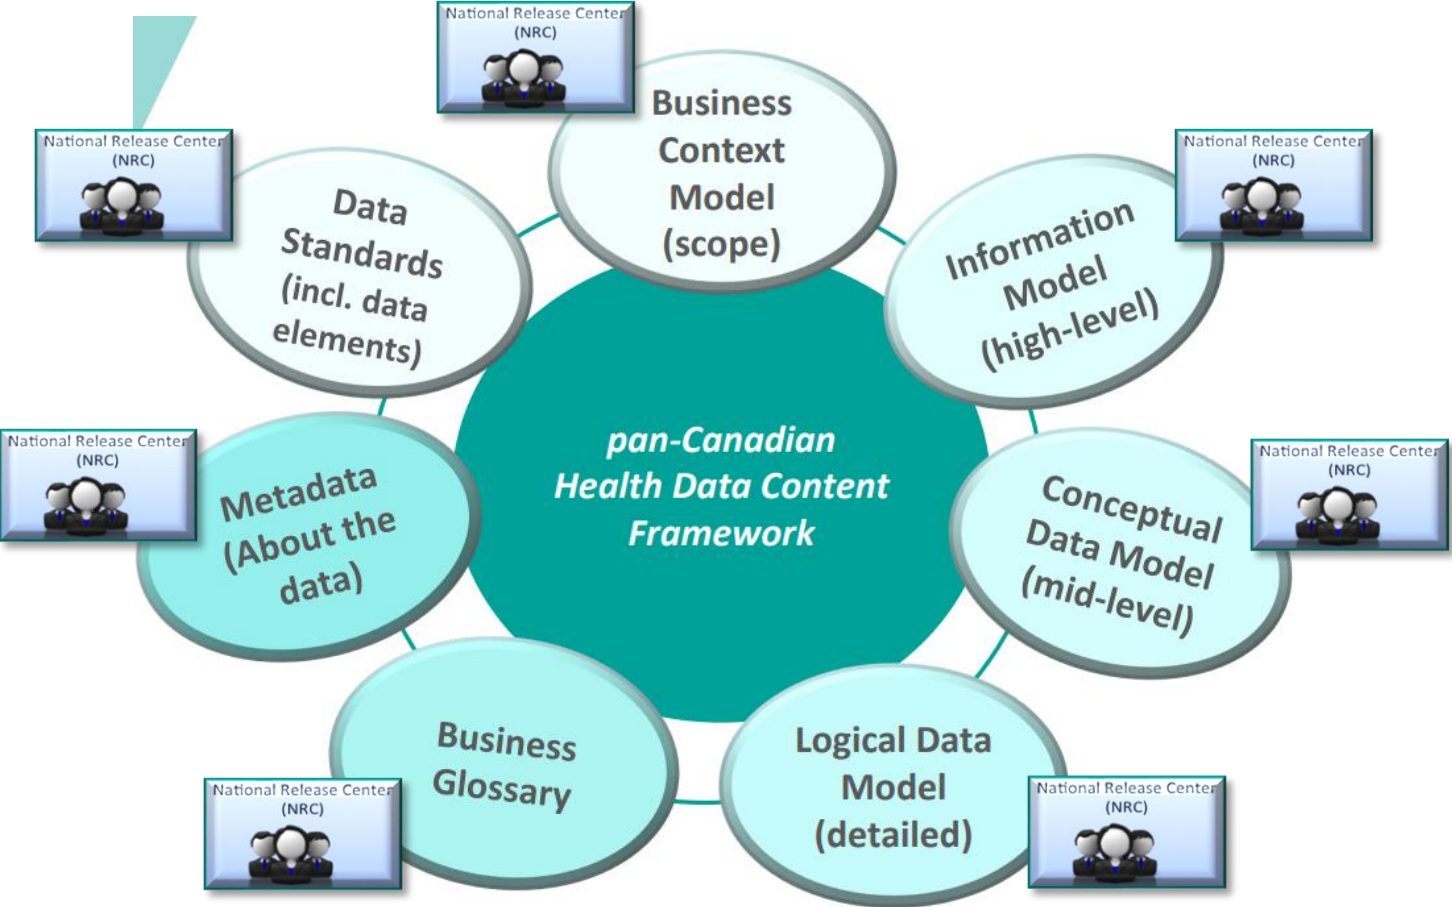 National Release Center
(NRC)
Business
Context
Model
(scope)
National Release Center
(NRC)
Information
Model
(high-level)
National Release Center
(NRC)
Conceptual
Data Model
(mid-level)
National Release Center
(NRC)
Logical Data
Model
(detailed)
National Release Center
(NRC)
Business
Glossary
National Release Center
(NRC)
Metadata
(About the
data)
National Release Center
(NRC)
Data
Standards
(incl. data
elements)
pan-Canadian
Health Data Content
Framework